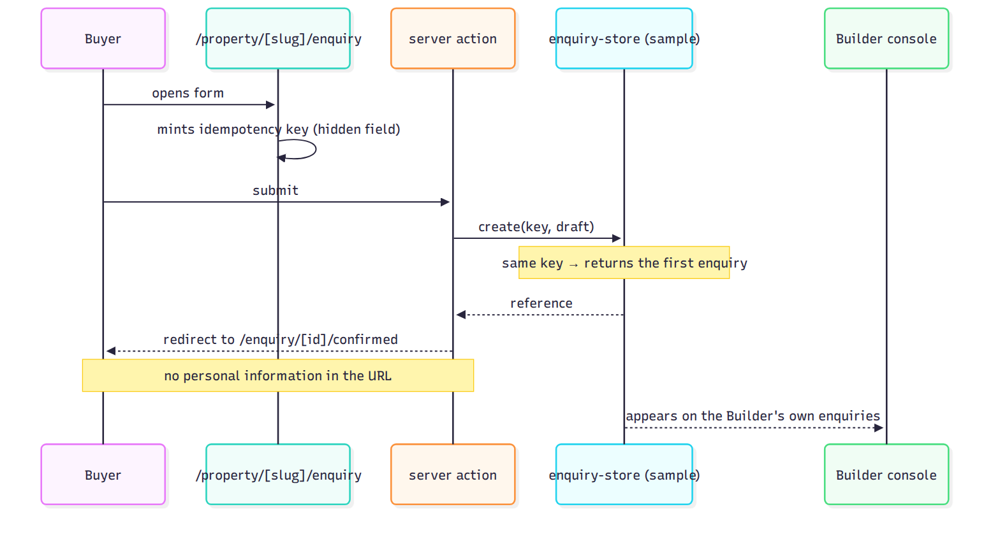 Buyer
/property/[slug]/enquiry
server action
enquiry-store (sample)
Builder console
opens form
mints idempotency key (hidden field)
submit
create(key, draft)
same key → returns the first enquiry
reference
redirect to /enquiry/[id]/confirmed
no personal information in the URL
appears on the Builder's own enquiries
Buyer
/property/[slug]/enquiry
server action
enquiry-store (sample)
Builder console